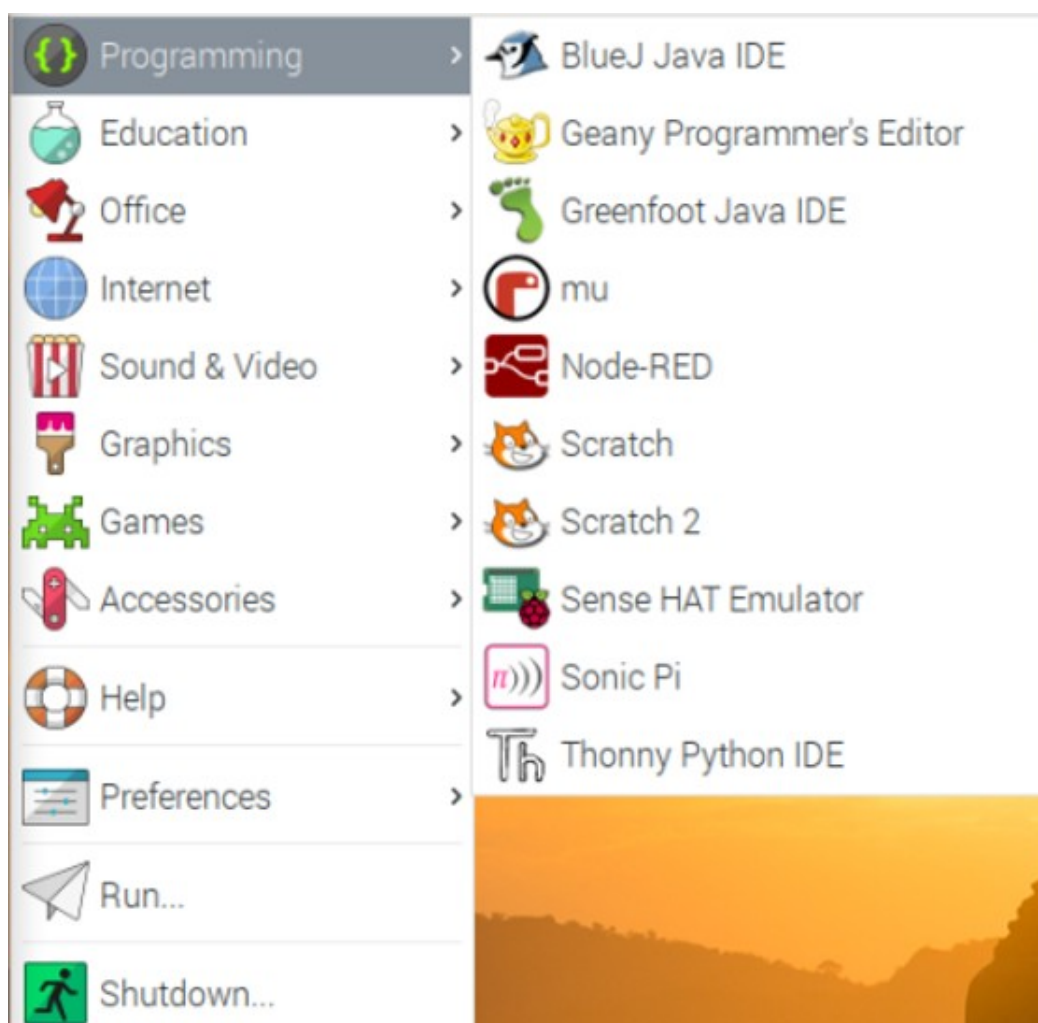 Programming
Education
Office
Internet
Sound & Video
Graphics
Games
Accessories
Help
Preferences
Run...
Shutdown...
BlueJ Java IDE
Geany Programmer's Editor
Greenfoot Java IDE
mu
Node-RED
Scratch
Scratch 2
Sense HAT Emulator
π)))
Sonic Pi
Th
Thonny Python IDE